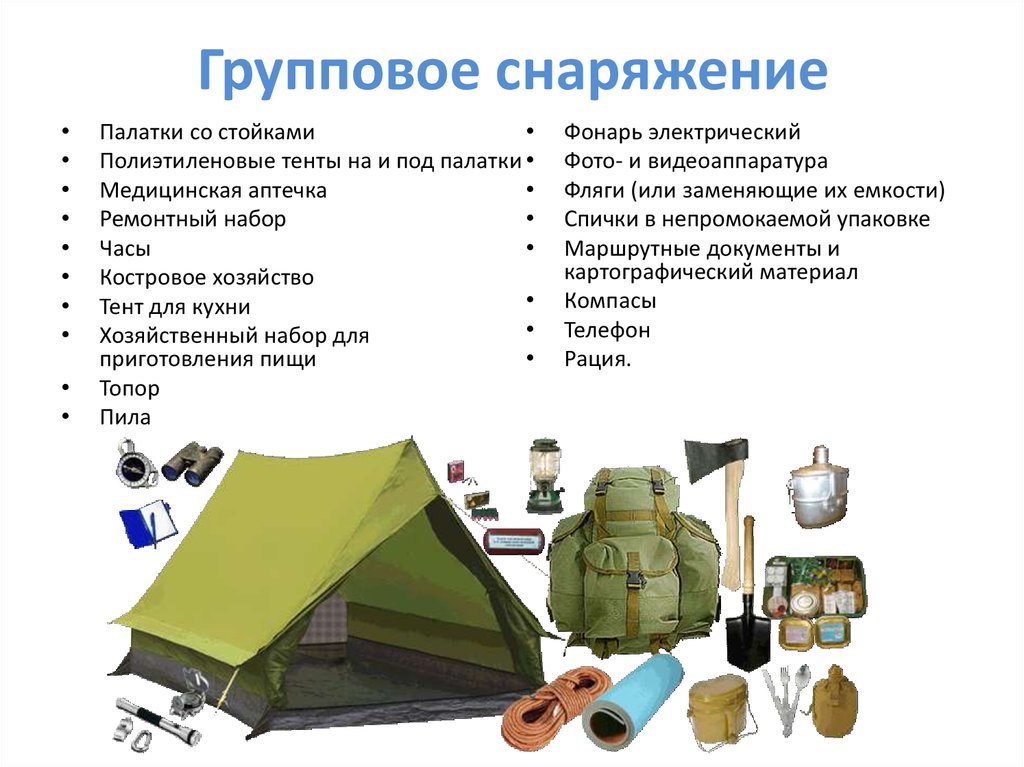 Групповое снаряжение
• Палатки со стойками
• Полиэтиленовые тенты на и под палатки
• Медицинская аптечка
• Ремонтный набор
• Часы
• Костровое хозяйство
• Тент для кухни
• Хозяйственный набор для
приготовления пищи
• Топор
• Пила
• Фонарь электрический
• Фото- и видеоаппаратура
• Фляги (или заменяющие их емкости)
• Спички в непромокаемой упаковке
• Маршрутные документы и
картографический материал
• Компасы
• Телефон
• Рация.